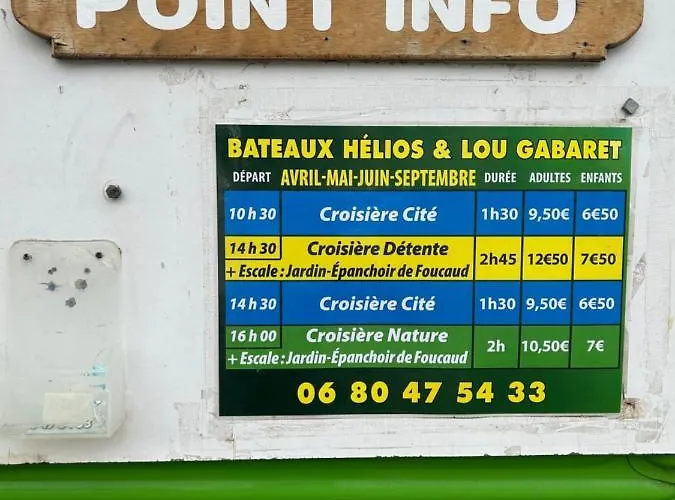 POINT INFO
BATEAUX HÉLIOS & LOU GABARET
DÉPART AVRIL-MAI-JUIN-SEPTEMBRE DURÉE ADULTES ENFANTS
10 h 30 Croisière Cité 1h30 9,50€ 6€50
14 h 30 Croisière Détente 2h45 12€50 7€50
+ Escale : Jardin-Épanchoir de Foucaud
14 h 30 Croisière Cité 1h30 9,50€ 6€50
16 h 00 Croisière Nature 2h 10,50€ 7€
+ Escale : Jardin-Épanchoir de Foucaud
06 80 47 54 33